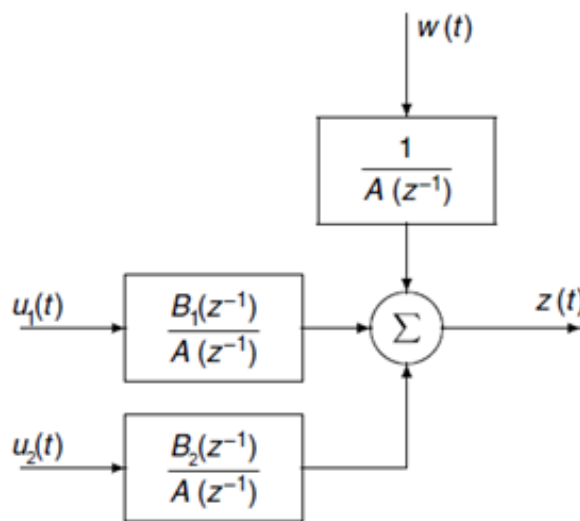 w(t)
1
A(z⁻¹)
u₁(t)
B₁(z⁻¹)
A(z⁻¹)
Σ
z(t)
u₂(t)
B₂(z⁻¹)
A(z⁻¹)